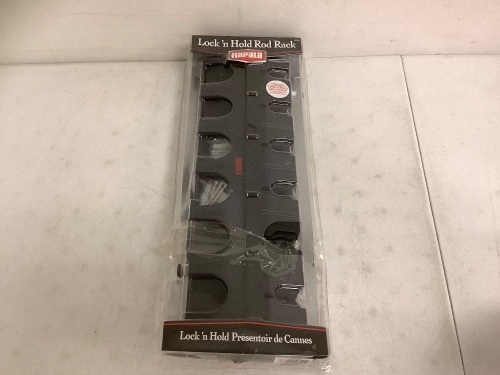 Lock 'n Hold Rod Rack
RAPALA
Lock 'n Hold Présentoir de Cannes